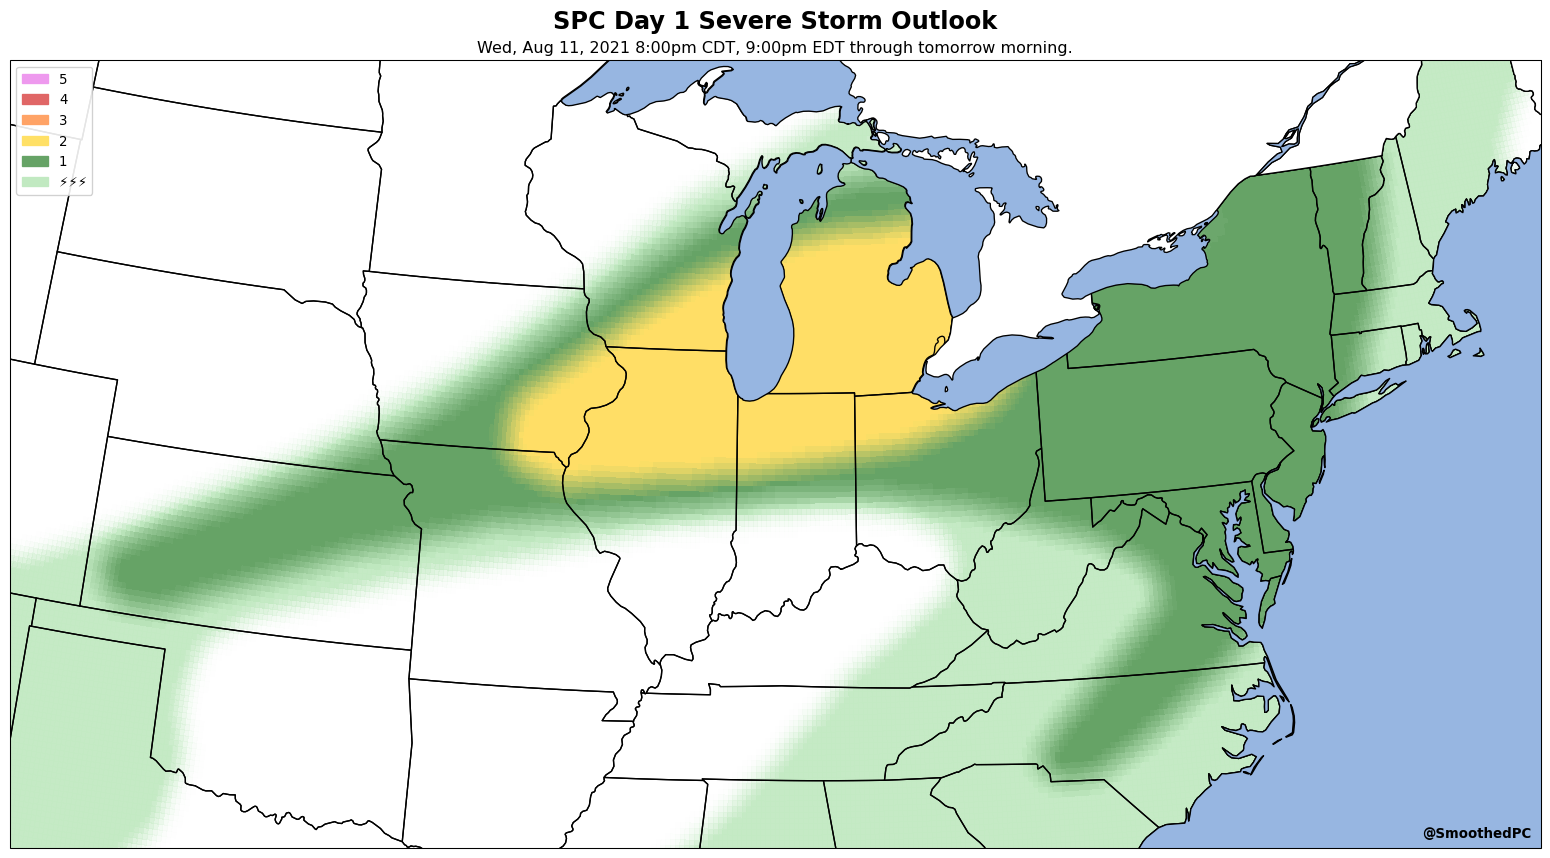 SPC Day 1 Severe Storm Outlook
Wed, Aug 11, 2021 8:00pm CDT, 9:00pm EDT through tomorrow morning.
5
4
3
2
1
⚡⚡⚡
@SmoothedPC